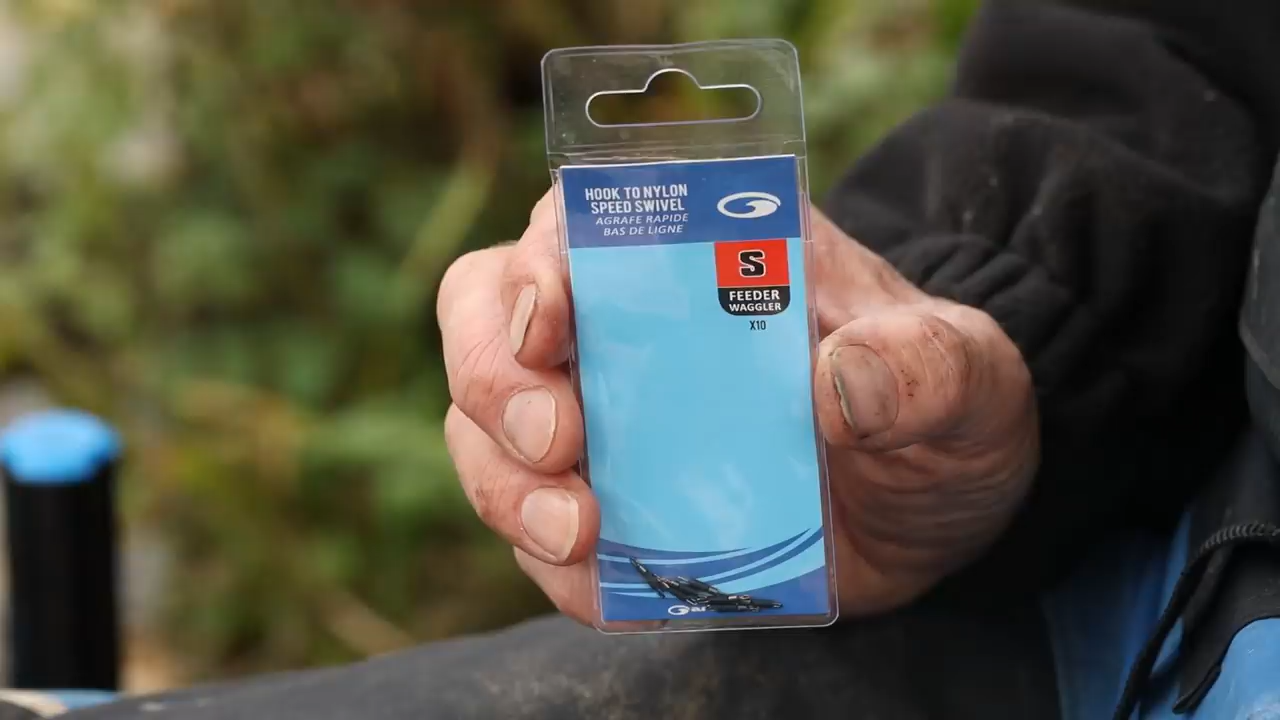 HOOK TO NYLON
SPEED SWIVEL
AGRAFE RAPIDE
BAS DE LIGNE
S
FEEDER
WAGGLER
X10